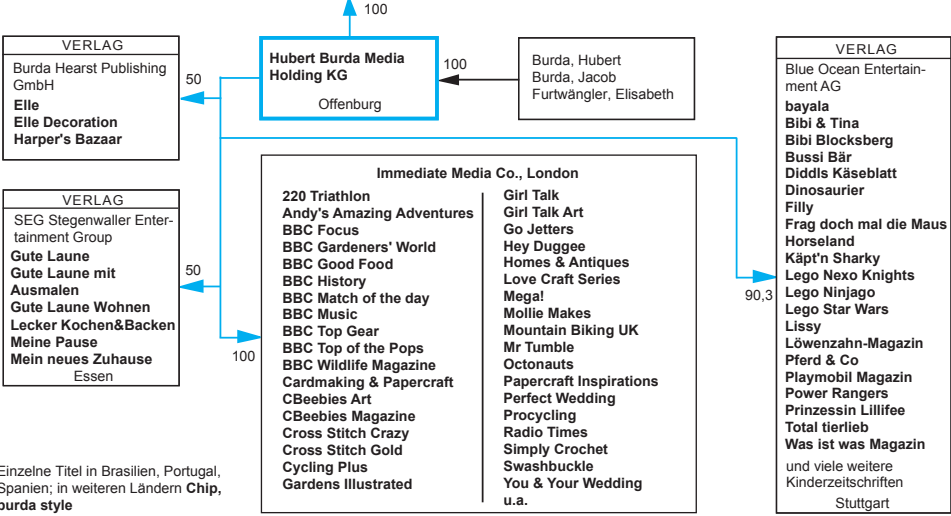 100
VERLAG
Burda Hearst Publishing
GmbH
Elle
Elle Decoration
Harper's Bazaar
50
Hubert Burda Media
Holding KG
Offenburg
100
Burda, Hubert
Burda, Jacob
Furtwängler, Elisabeth
VERLAG
SEG Stegenwaller Enter-
tainment Group
Gute Laune
Gute Laune mit
Ausmalen
Gute Laune Wohnen
Lecker Kochen&Backen
Meine Pause
Mein neues Zuhause
Essen
50
100
Immediate Media Co., London
220 Triathlon
Andy's Amazing Adventures
BBC Focus
BBC Gardeners' World
BBC Good Food
BBC History
BBC Match of the day
BBC Music
BBC Top Gear
BBC Top of the Pops
BBC Wildlife Magazine
Cardmaking & Papercraft
CBeebies Art
CBeebies Magazine
Cross Stitch Crazy
Cross Stitch Gold
Cycling Plus
Gardens Illustrated
Girl Talk
Girl Talk Art
Go Jetters
Hey Duggee
Homes & Antiques
Love Craft Series
Mega!
Mollie Makes
Mountain Biking UK
Mr Tumble
Octonauts
Papercraft Inspirations
Perfect Wedding
Procycling
Radio Times
Simply Crochet
Swashbuckle
You & Your Wedding
u.a.
90,3
VERLAG
Blue Ocean Entertain-
ment AG
bayala
Bibi & Tina
Bibi Blocksberg
Bussi Bär
Diddls Käseblatt
Dinosaurier
Filly
Frag doch mal die Maus
Horseland
Käpt'n Sharky
Lego Nexo Knights
Lego Ninjago
Lego Star Wars
Lissy
Löwenzahn-Magazin
Pferd & Co
Playmobil Magazin
Power Rangers
Prinzessin Lillifee
Total tierlieb
Was ist was Magazin
und viele weitere
Kinderzeitschriften
Stuttgart
Einzelne Titel in Brasilien, Portugal,
Spanien; in weiteren Ländern Chip,
burda style